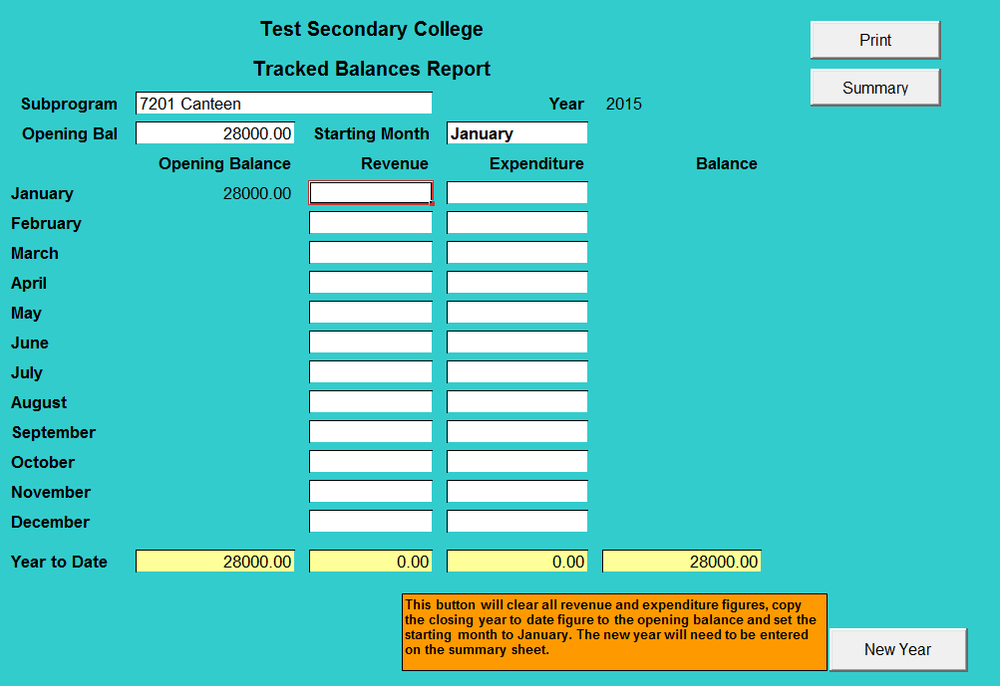 Test Secondary College
Print
Tracked Balances Report
Summary
Subprogram 7201 Canteen Year 2015
Opening Bal 28000.00 Starting Month January
Opening Balance Revenue Expenditure Balance
January 28000.00
February
March
April
May
June
July
August
September
October
November
December
Year to Date 28000.00 0.00 0.00 28000.00
This button will clear all revenue and expenditure figures, copy
the closing year to date figure to the opening balance and set the
starting month to January. The new year will need to be entered
on the summary sheet.
New Year